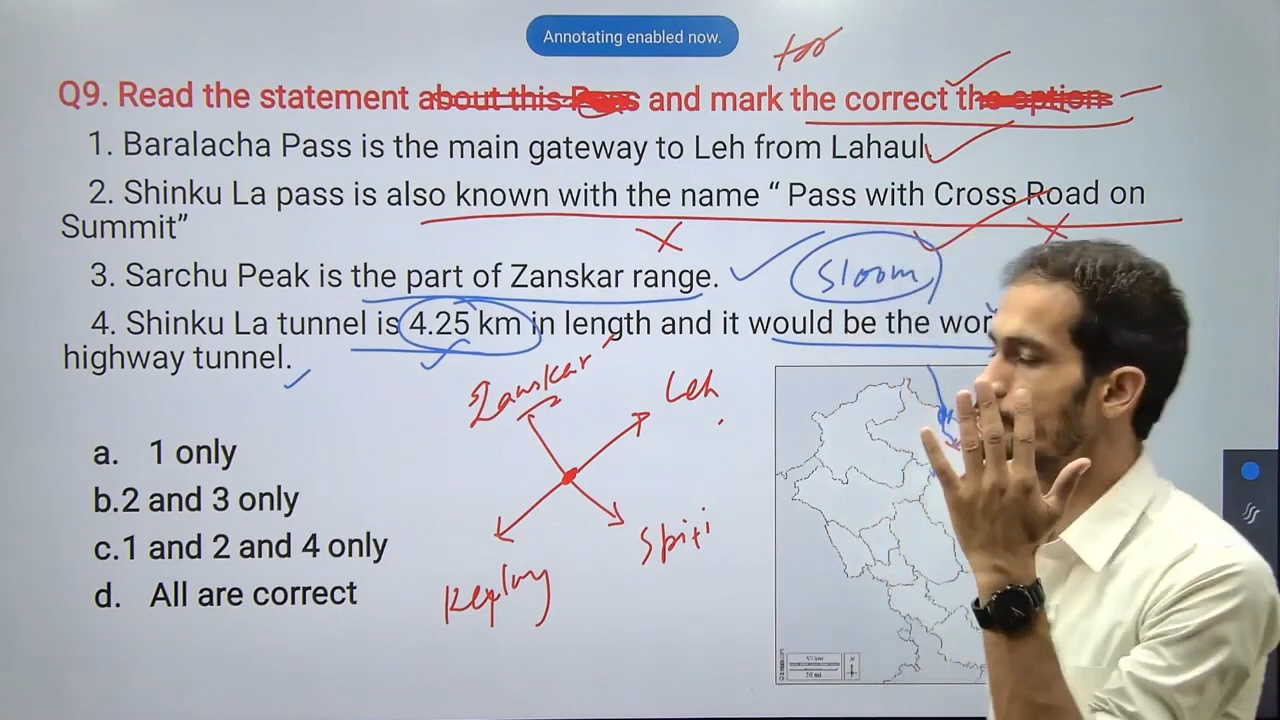 Annotating enabled now.
too
Q9. Read the statement about this Pass and mark the correct the option
1. Baralacha Pass is the main gateway to Leh from Lahaul
2. Shinku La pass is also known with the name “ Pass with Cross Road on
Summit”
3. Sarchu Peak is the part of Zanskar range.
5100m
4. Shinku La tunnel is 4.25 km in length and it would be the wor
highway tunnel.
Zanskar
Leh
a. 1 only
b.2 and 3 only
c.1 and 2 and 4 only
Spiti
d. All are correct